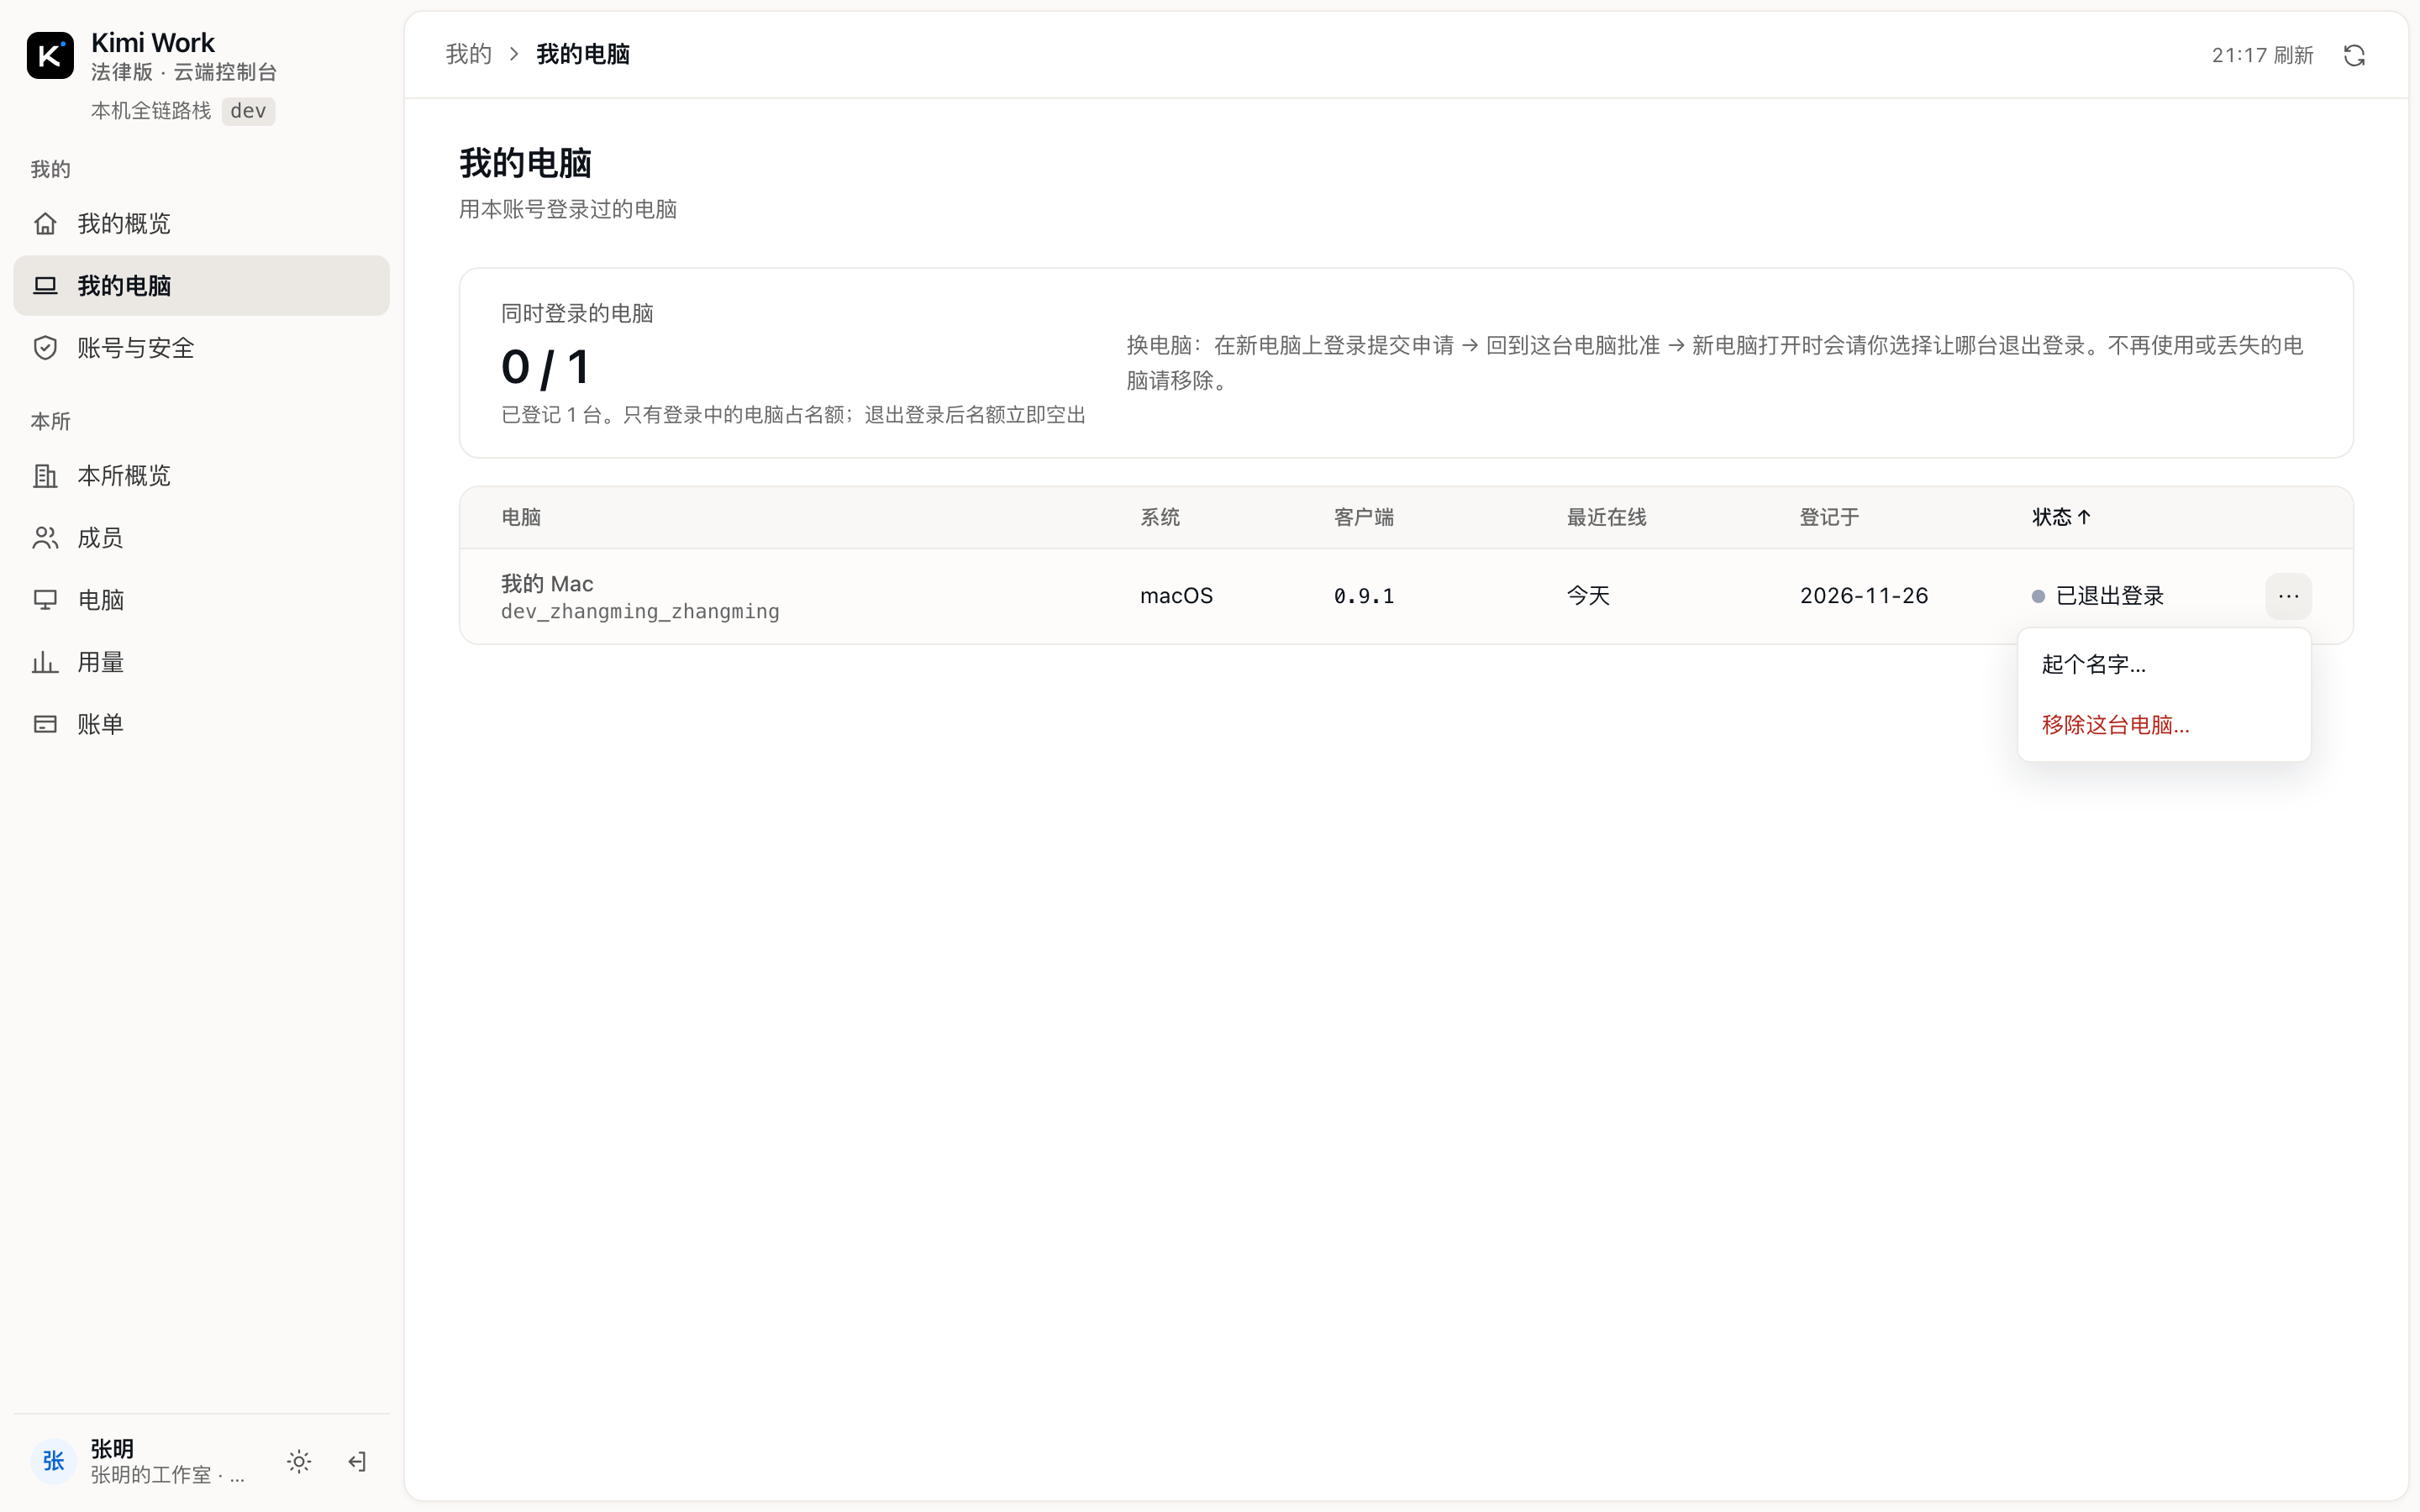 Kimi Work
法律版 · 云端控制台
本机全链路栈 dev
我的
我的概览
我的电脑
账号与安全
本所
本所概览
成员
电脑
用量
账单
张
张明
张明的工作室 · ...
我的 > 我的电脑
21:17 刷新
我的电脑
用本账号登录过的电脑
同时登录的电脑
0 / 1
已登记 1 台。只有登录中的电脑占名额；退出登录后名额立即空出
换电脑：在新电脑上登录提交申请 → 回到这台电脑批准 → 新电脑打开时会请你选择让哪台退出登录。不再使用或丢失的电
脑请移除。
电脑 系统 客户端 最近在线 登记于 状态 ↑
我的 Mac
dev_zhangming_zhangming
macOS 0.9.1 今天 2026-11-26 已退出登录 ···
起个名字...
移除这台电脑...